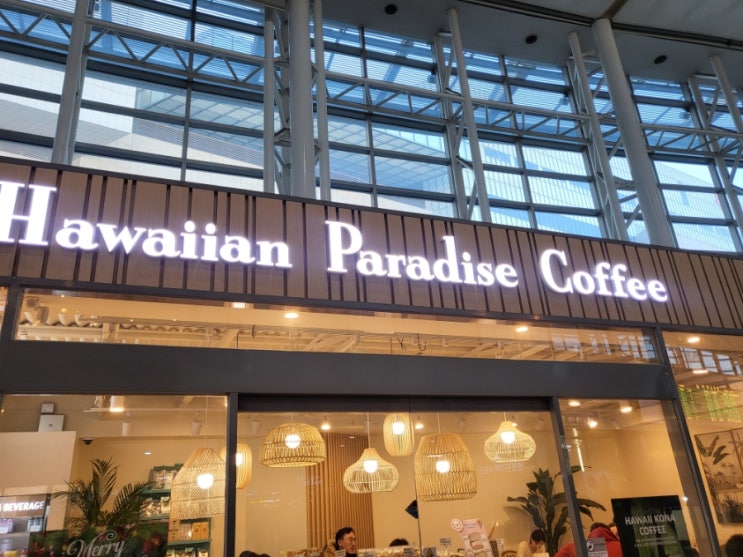 Hawaiian Paradise Coffee
BEVERAGE
HAWAII KONA
COFFEE
Merry